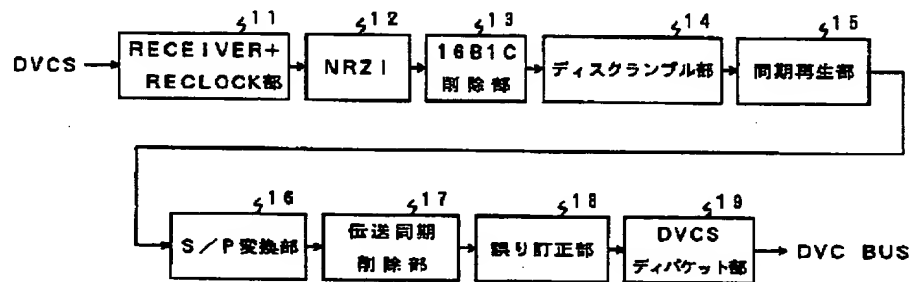 11
12
13
14
15
DVCS
RECEIVER+
RECLOCK部
NRZI
16B1C
削除部
ディスクランブル部
同期再生部
16
17
18
19
S/P変換部
伝送同期
削除部
誤り訂正部
DVCS
ディパケット部
DVC BUS